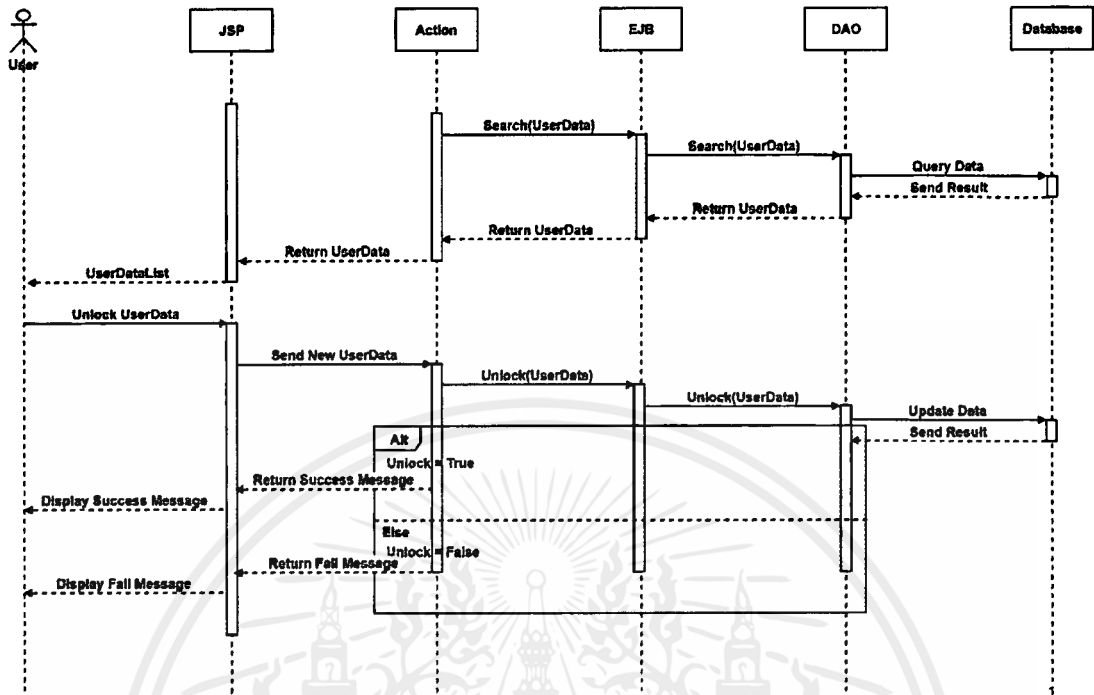 User
JSP
Action
EJB
DAO
Database
Search(UserData)
Search(UserData)
Query Data
Send Result
Return UserData
Return UserData
Return UserData
UserDataList
Unlock UserData
Send New UserData
Unlock(UserData)
Unlock(UserData)
Update Data
Send Result
Alt
Unlock = True
Return Success Message
Display Success Message
Else
Unlock = False
Return Fail Message
Display Fail Message